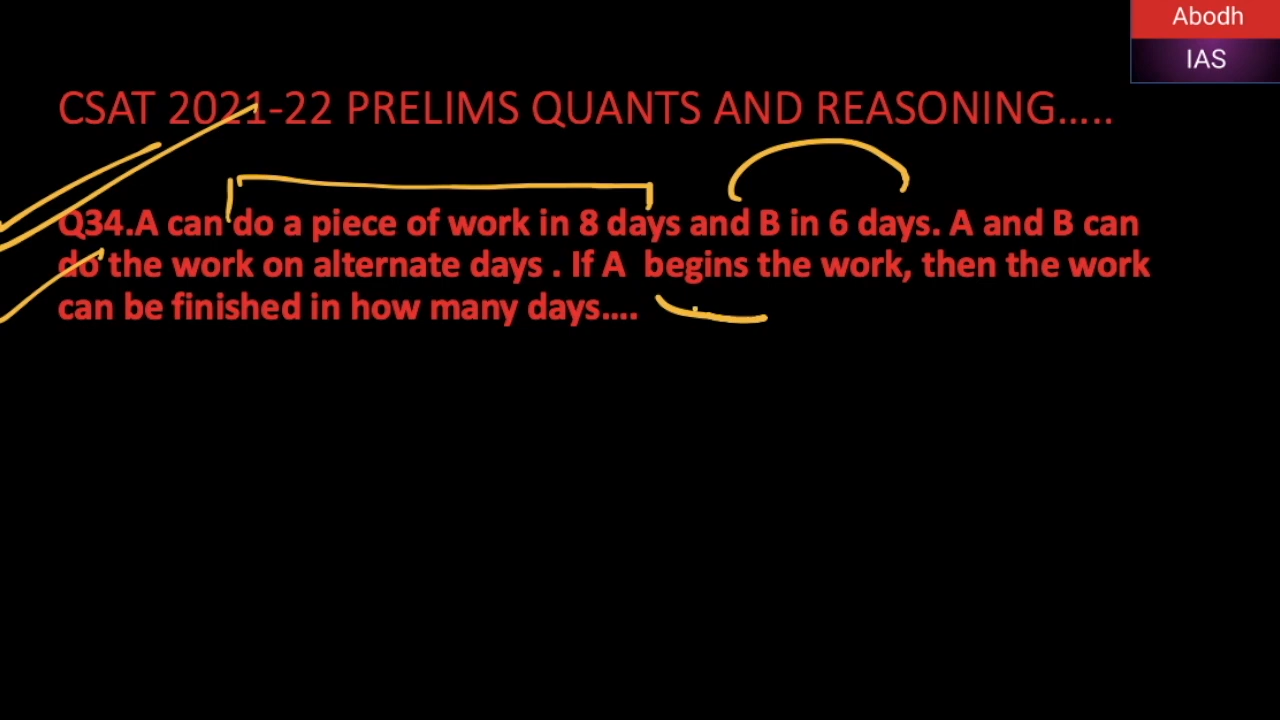 Abodh
IAS
CSAT 2021-22 PRELIMS QUANTS AND REASONING.....
Q34.A can do a piece of work in 8 days and B in 6 days. A and B can
do the work on alternate days . If A begins the work, then the work
can be finished in how many days....